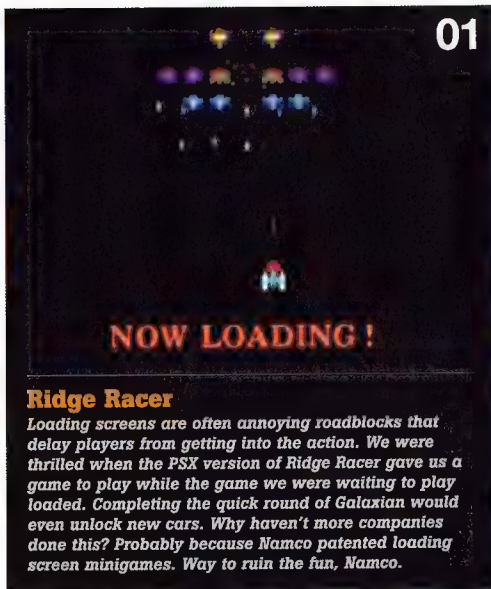 01
NOW LOADING !
Ridge Racer
Loading screens are often annoying roadblocks that
delay players from getting into the action. We were
thrilled when the PSX version of Ridge Racer gave us a
game to play while the game we were waiting to play
loaded. Completing the quick round of Galaxian would
even unlock new cars. Why haven't more companies
done this? Probably because Namco patented loading
screen minigames. Way to ruin the fun, Namco.